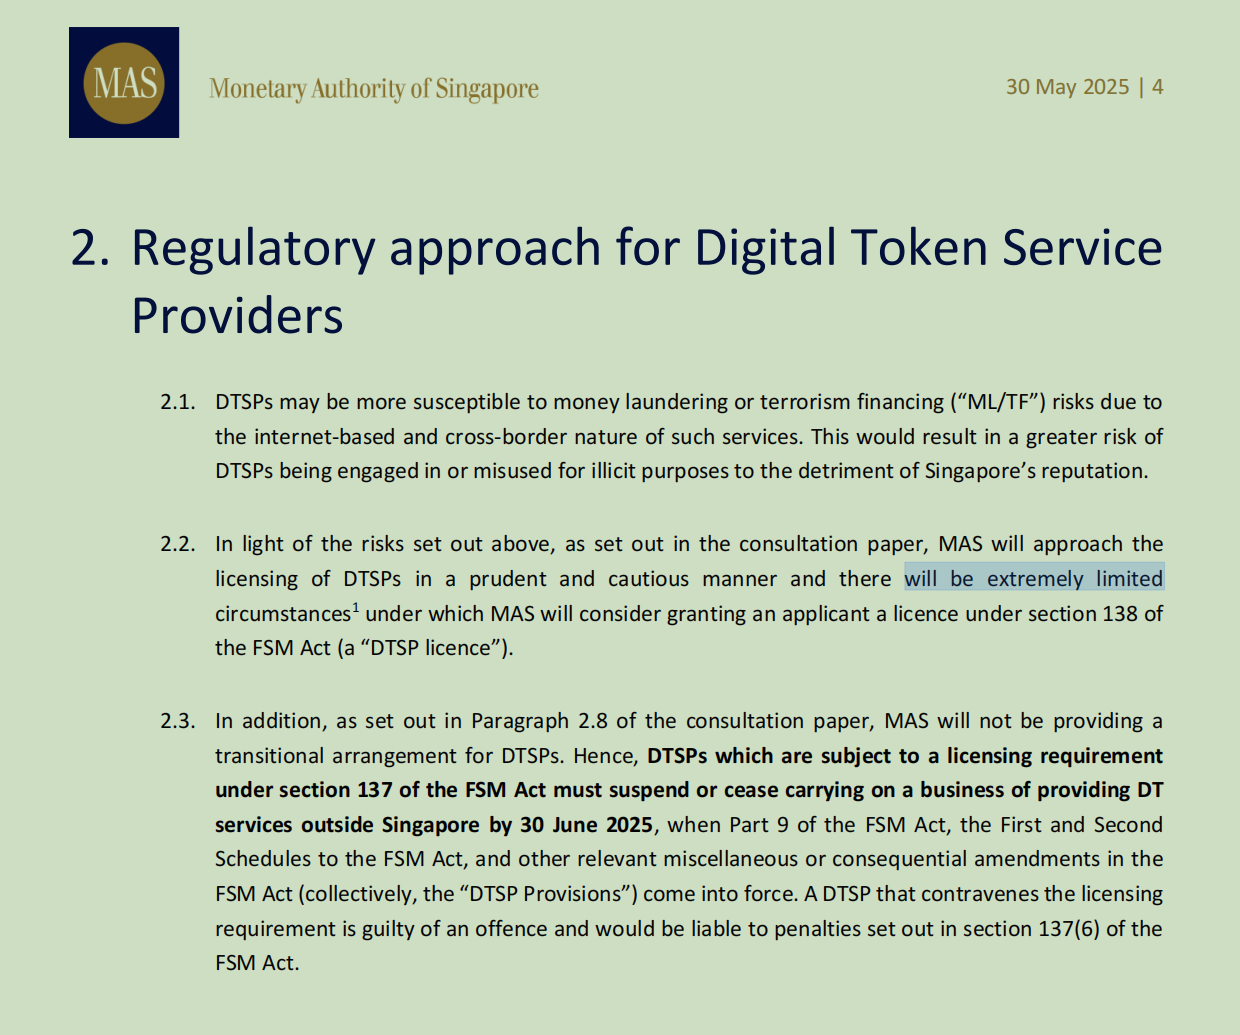 MAS
Monetary Authority of Singapore
30 May 2025 | 4
2. Regulatory approach for Digital Token Service
Providers
2.1. DTSPs may be more susceptible to money laundering or terrorism financing (“ML/TF”) risks due to
the internet-based and cross-border nature of such services. This would result in a greater risk of
DTSPs being engaged in or misused for illicit purposes to the detriment of Singapore’s reputation.
2.2. In light of the risks set out above, as set out in the consultation paper, MAS will approach the
licensing of DTSPs in a prudent and cautious manner and there will be extremely limited
circumstances¹ under which MAS will consider granting an applicant a licence under section 138 of
the FSM Act (a “DTSP licence”).
2.3. In addition, as set out in Paragraph 2.8 of the consultation paper, MAS will not be providing a
transitional arrangement for DTSPs. Hence, DTSPs which are subject to a licensing requirement
under section 137 of the FSM Act must suspend or cease carrying on a business of providing DT
services outside Singapore by 30 June 2025, when Part 9 of the FSM Act, the First and Second
Schedules to the FSM Act, and other relevant miscellaneous or consequential amendments in the
FSM Act (collectively, the “DTSP Provisions”) come into force. A DTSP that contravenes the licensing
requirement is guilty of an offence and would be liable to penalties set out in section 137(6) of the
FSM Act.